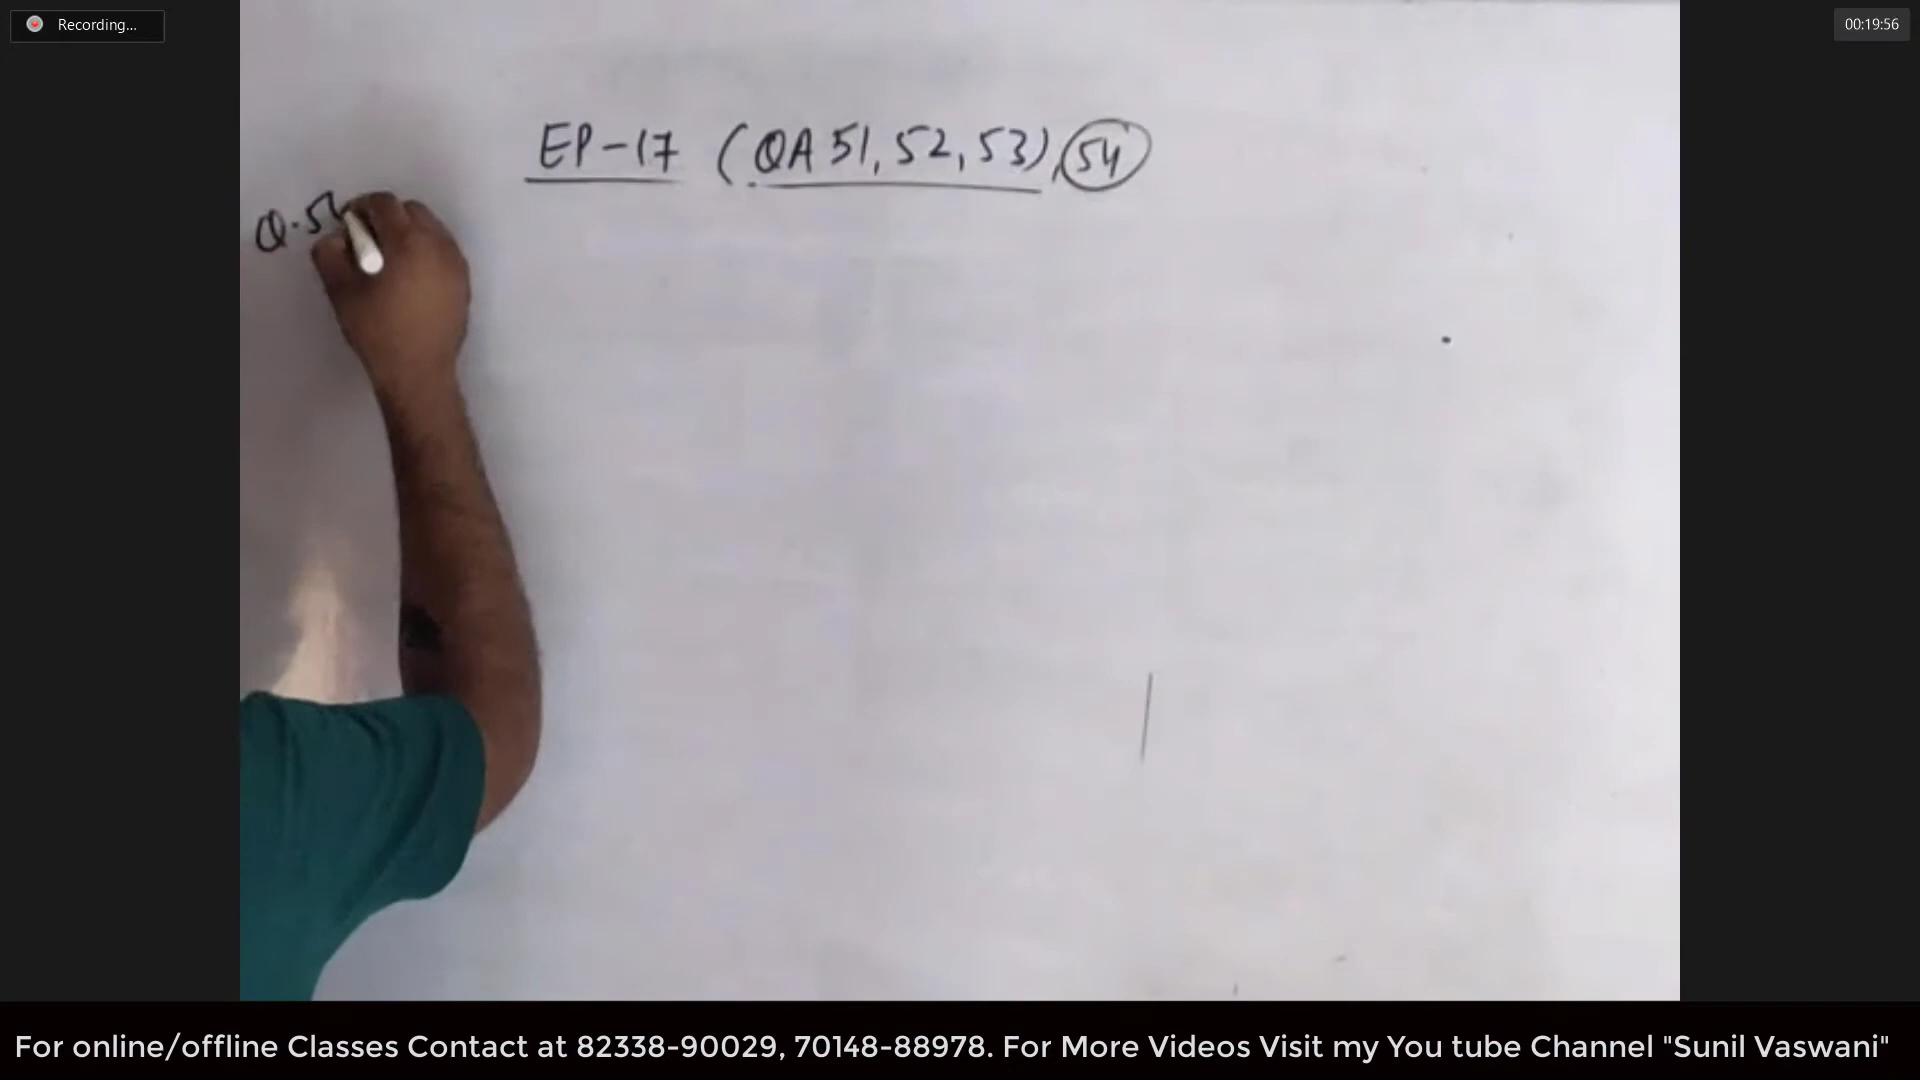 Recording...
00:19:56
EP-17 (QA 51, 52, 53), 54
Q.54
For online/offline Classes Contact at 82338-90029, 70148-88978. For More Videos Visit my You tube Channel "Sunil Vaswani"